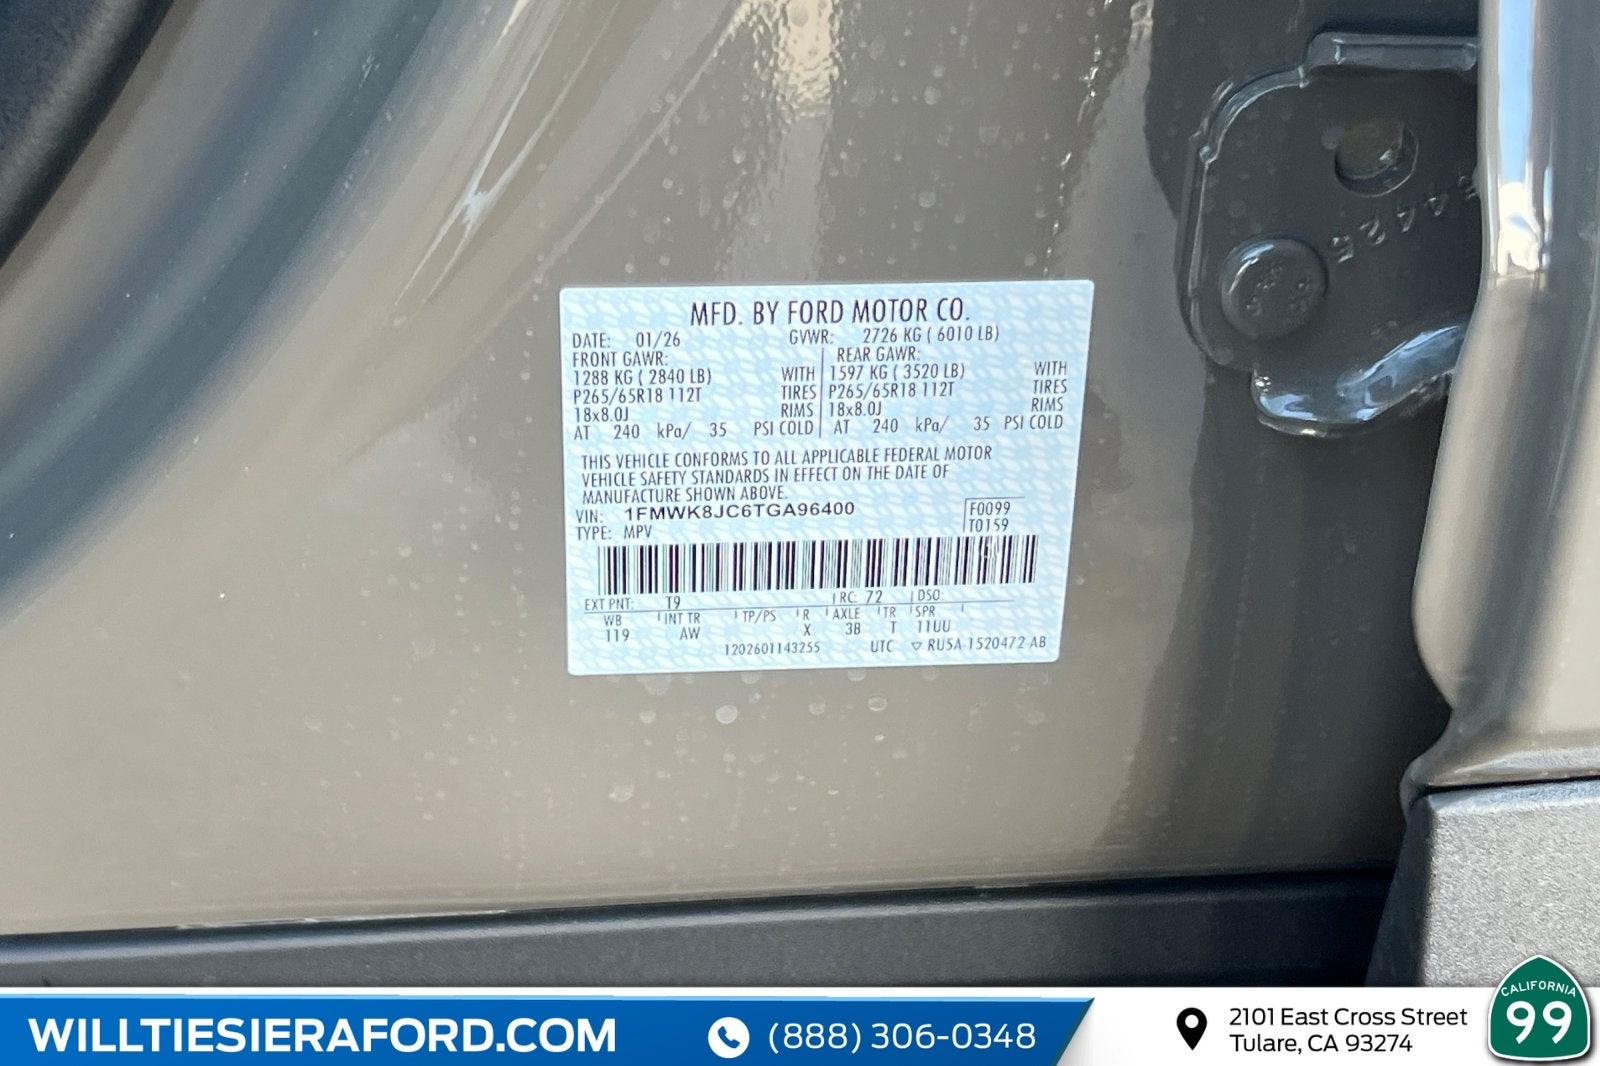 MFD. BY FORD MOTOR CO.
DATE: 01/26 GVWR: 2726 KG ( 6010 LB)
FRONT GAWR: REAR GAWR:
1288 KG ( 2840 LB) WITH 1597 KG ( 3520 LB) WITH
P265/65R18 112T TIRES P265/65R18 112T TIRES
18x8.0J RIMS 18x8.0J RIMS
AT 240 kPa/ 35 PSI COLD AT 240 kPa/ 35 PSI COLD
THIS VEHICLE CONFORMS TO ALL APPLICABLE FEDERAL MOTOR
VEHICLE SAFETY STANDARDS IN EFFECT ON THE DATE OF
MANUFACTURE SHOWN ABOVE.
VIN: 1FMWK8JC6TGA96400 F0099
TYPE: MPV T0159
EXT PNT: T9 RC: 72 DSO:
WB INT TR TP/PS R AXLE TR SPR
119 AW X 3B T 11UU
1202601143255 UTC ▽ RU5A-1520472-AB
WILLTIESIERAFORD.COM
(888) 306-0348
2101 East Cross Street
Tulare, CA 93274
CALIFORNIA
99